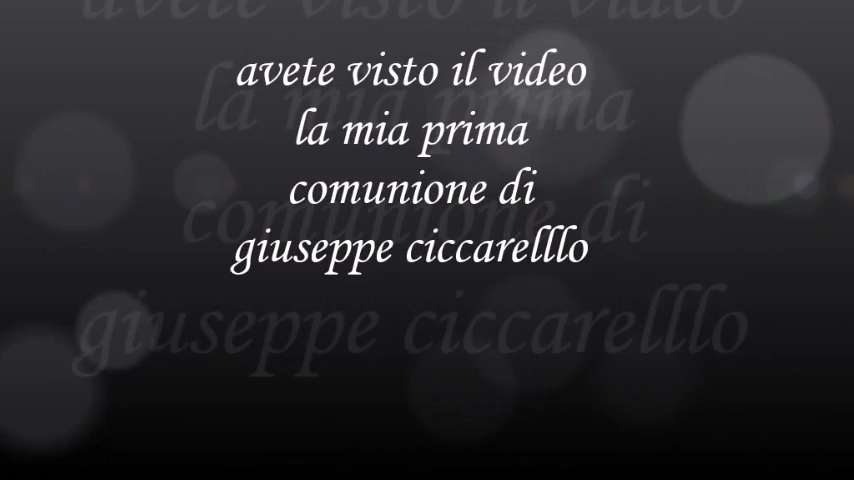 avete visto il video
la mia prima
comunione di
giuseppe ciccarelllo